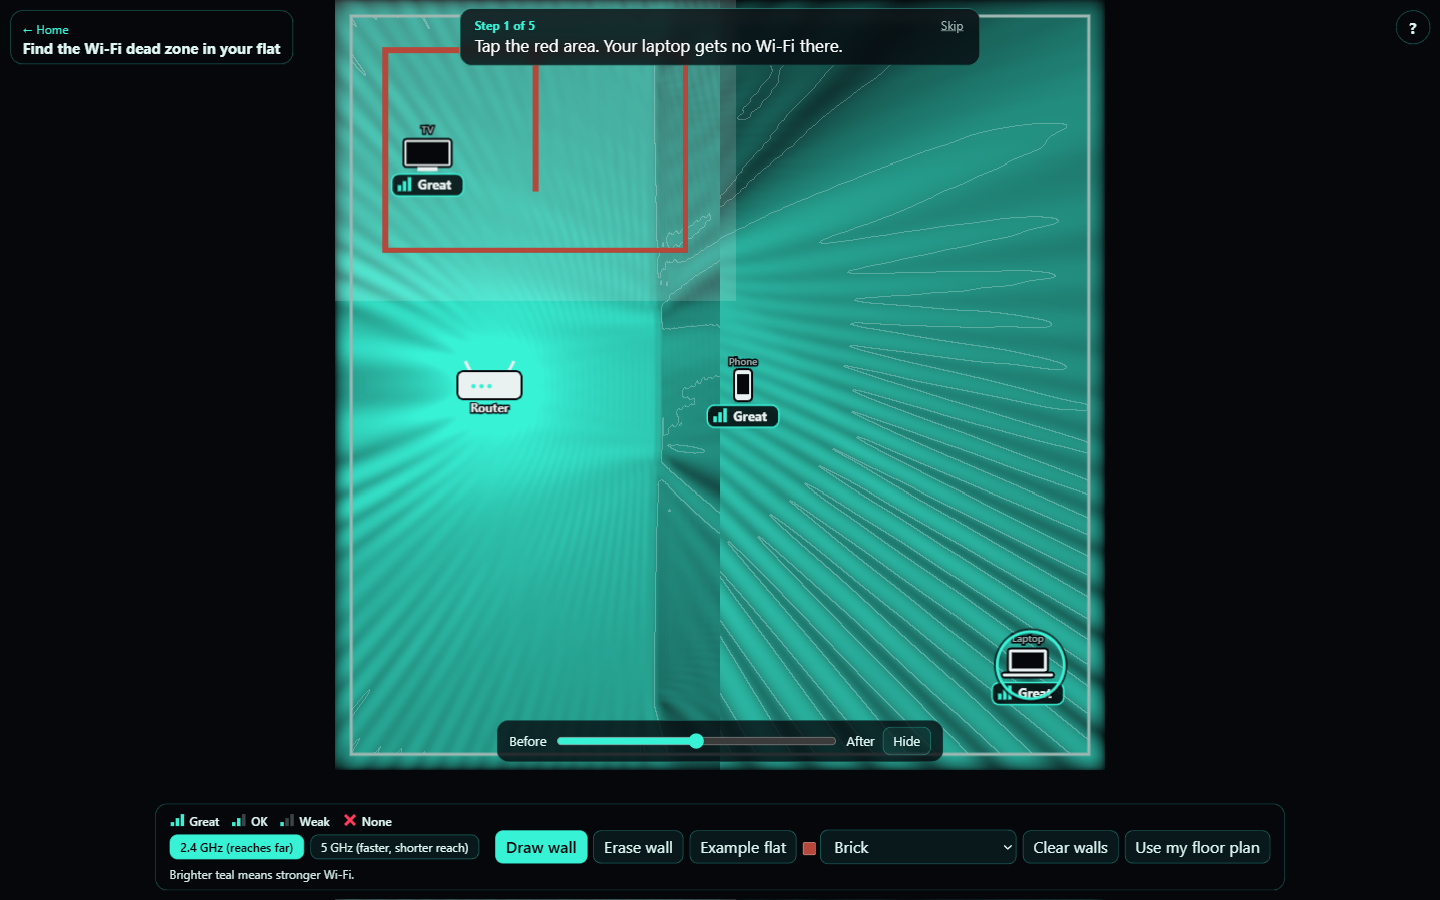 ← Home
Find the Wi-Fi dead zone in your flat
Step 1 of 5
Skip
Tap the red area. Your laptop gets no Wi-Fi there.
?
TV
Great
Router
Phone
Great
Laptop
Great
Before
After
Hide
Great
OK
Weak
None
2.4 GHz (reaches far)
5 GHz (faster, shorter reach)
Draw wall
Erase wall
Example flat
Brick
Clear walls
Use my floor plan
Brighter teal means stronger Wi-Fi.